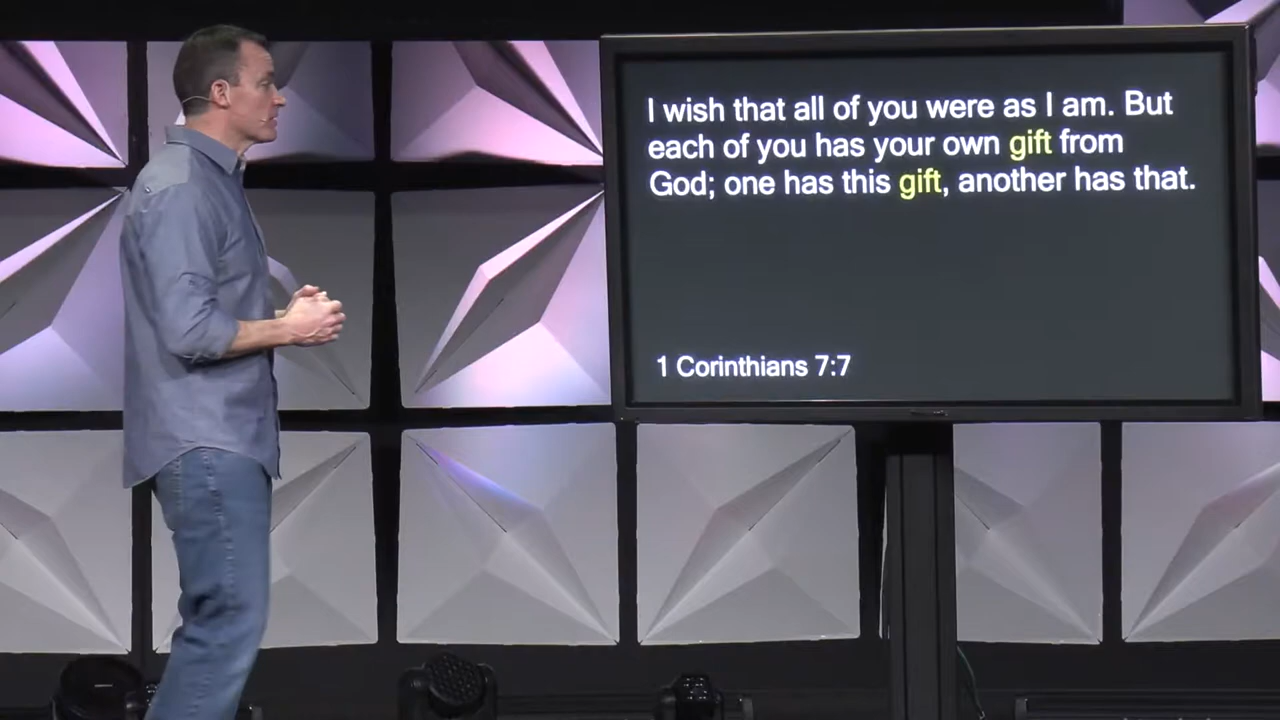 I wish that all of you were as I am. But
each of you has your own gift from
God; one has this gift, another has that.
1 Corinthians 7:7